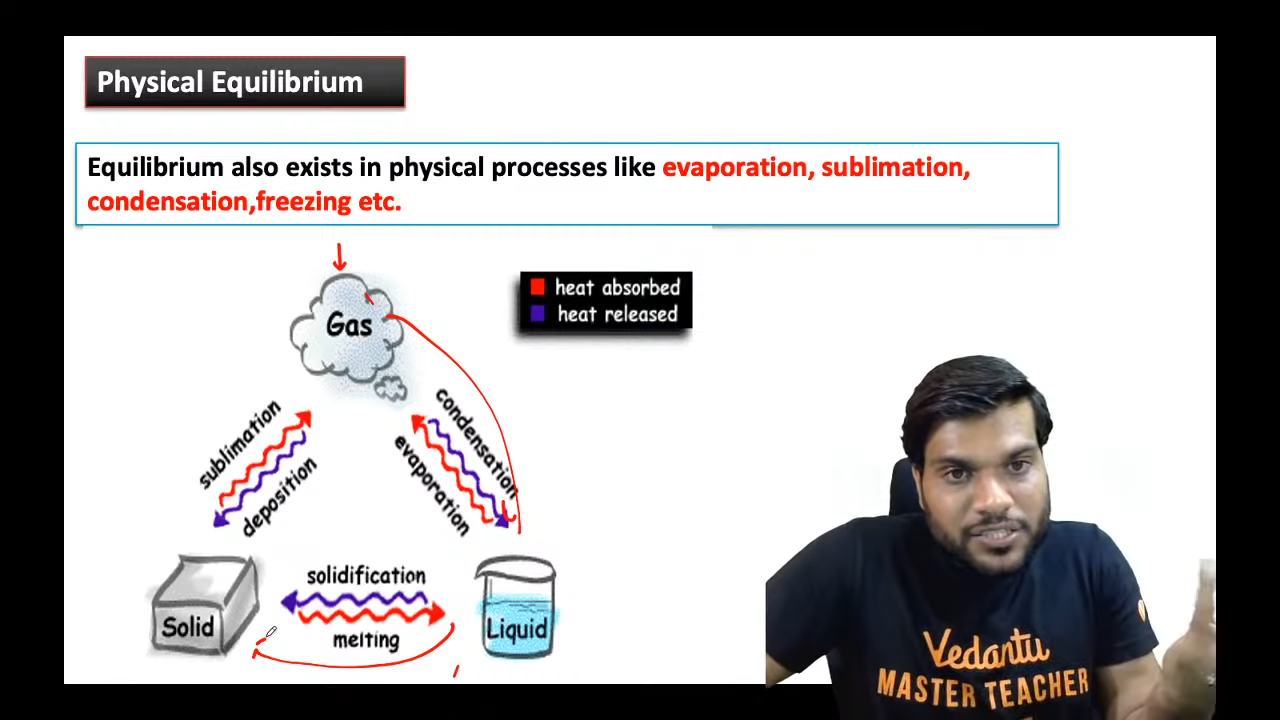 Physical Equilibrium
Equilibrium also exists in physical processes like evaporation, sublimation,
condensation,freezing etc.
Gas
heat absorbed
heat released
sublimation
deposition
condensation
evaporation
solidification
melting
Solid
Liquid
Vedantu
MASTER TEACHER